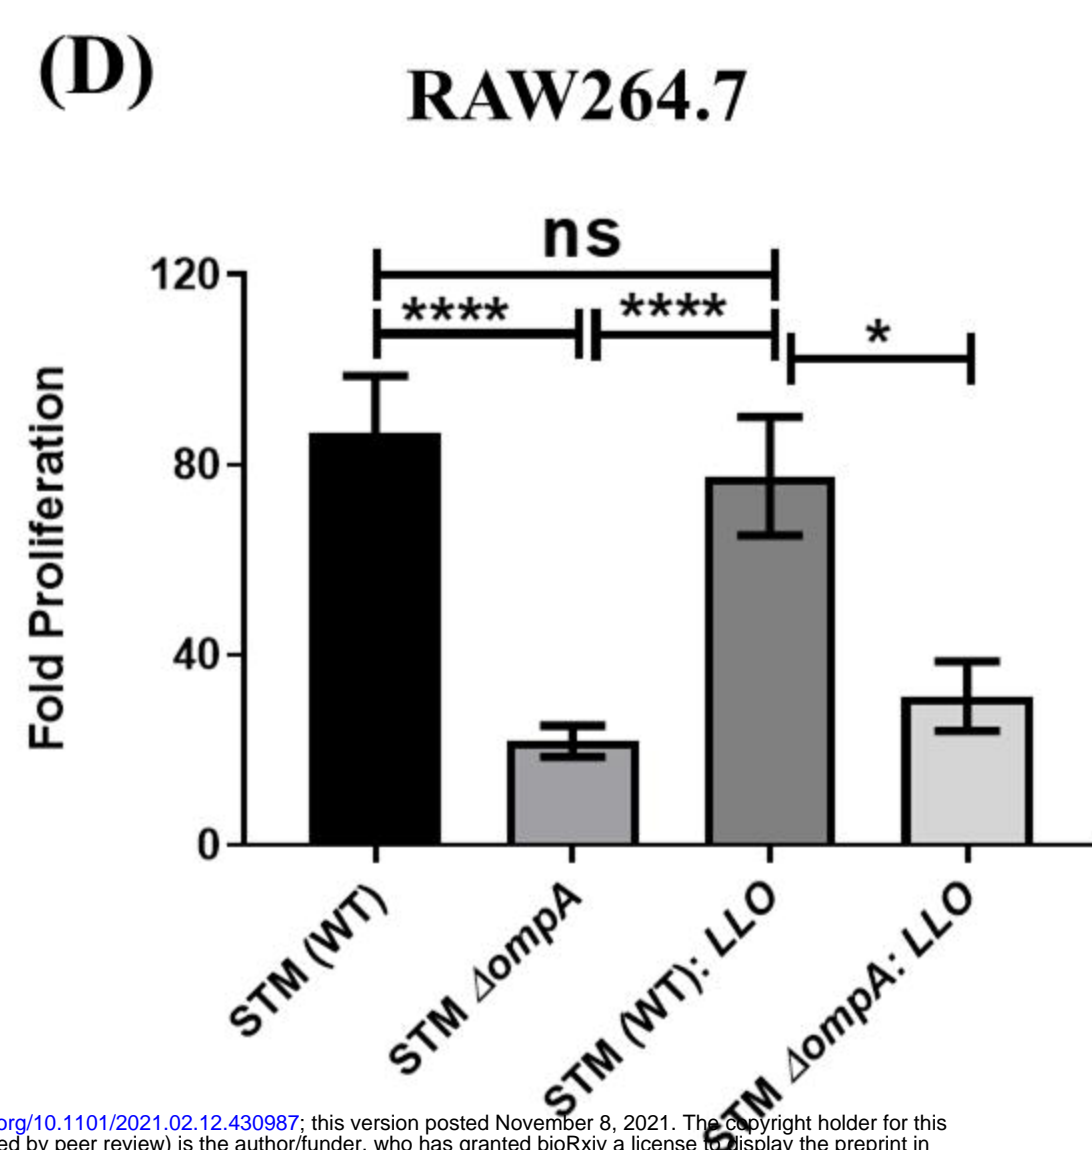 (D)
RAW264.7
ns
120
**** ****
*
80
40
0
Fold Proliferation
STM (WT)
STM ΔompA
STM (WT): LLO
STM ΔompA: LLO
org/10.1101/2021.02.12.430987; this version posted November 8, 2021. The copyright holder for this
ed by peer review) is the author/funder, who has granted bioRxiv a license to display the preprint in